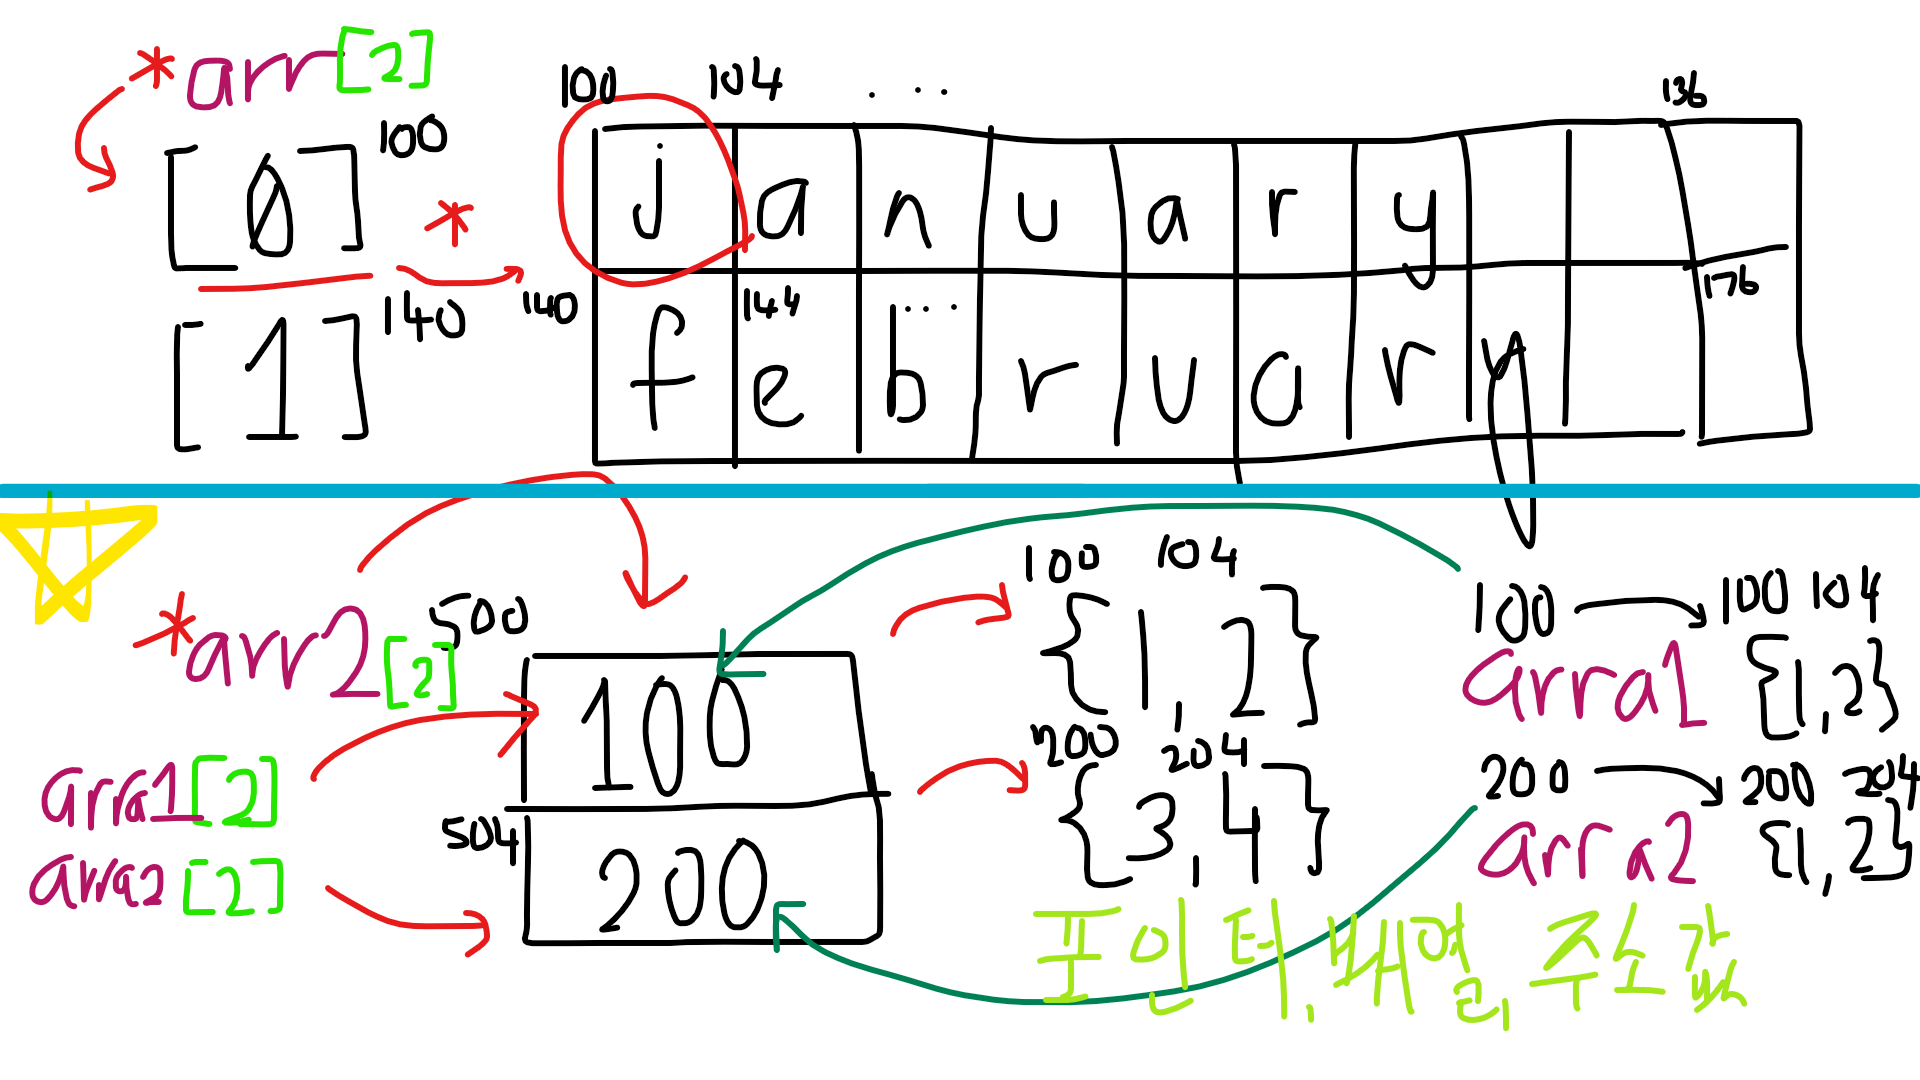 *arr[2]
100 104 . . . 136
[0] 100
j a n u a r y
*
[1] 140
140 144 ... 176
f e b r u a r y
*arr2[2] 500
100 104
100 → 100 104
100
{1, 2}
arra1 {1,2}
arra1[2]
504
200 204
200 → 200 204
200
{3, 4}
arra2 {1,2}
arra2[2]
포인터, 배열, 주소값